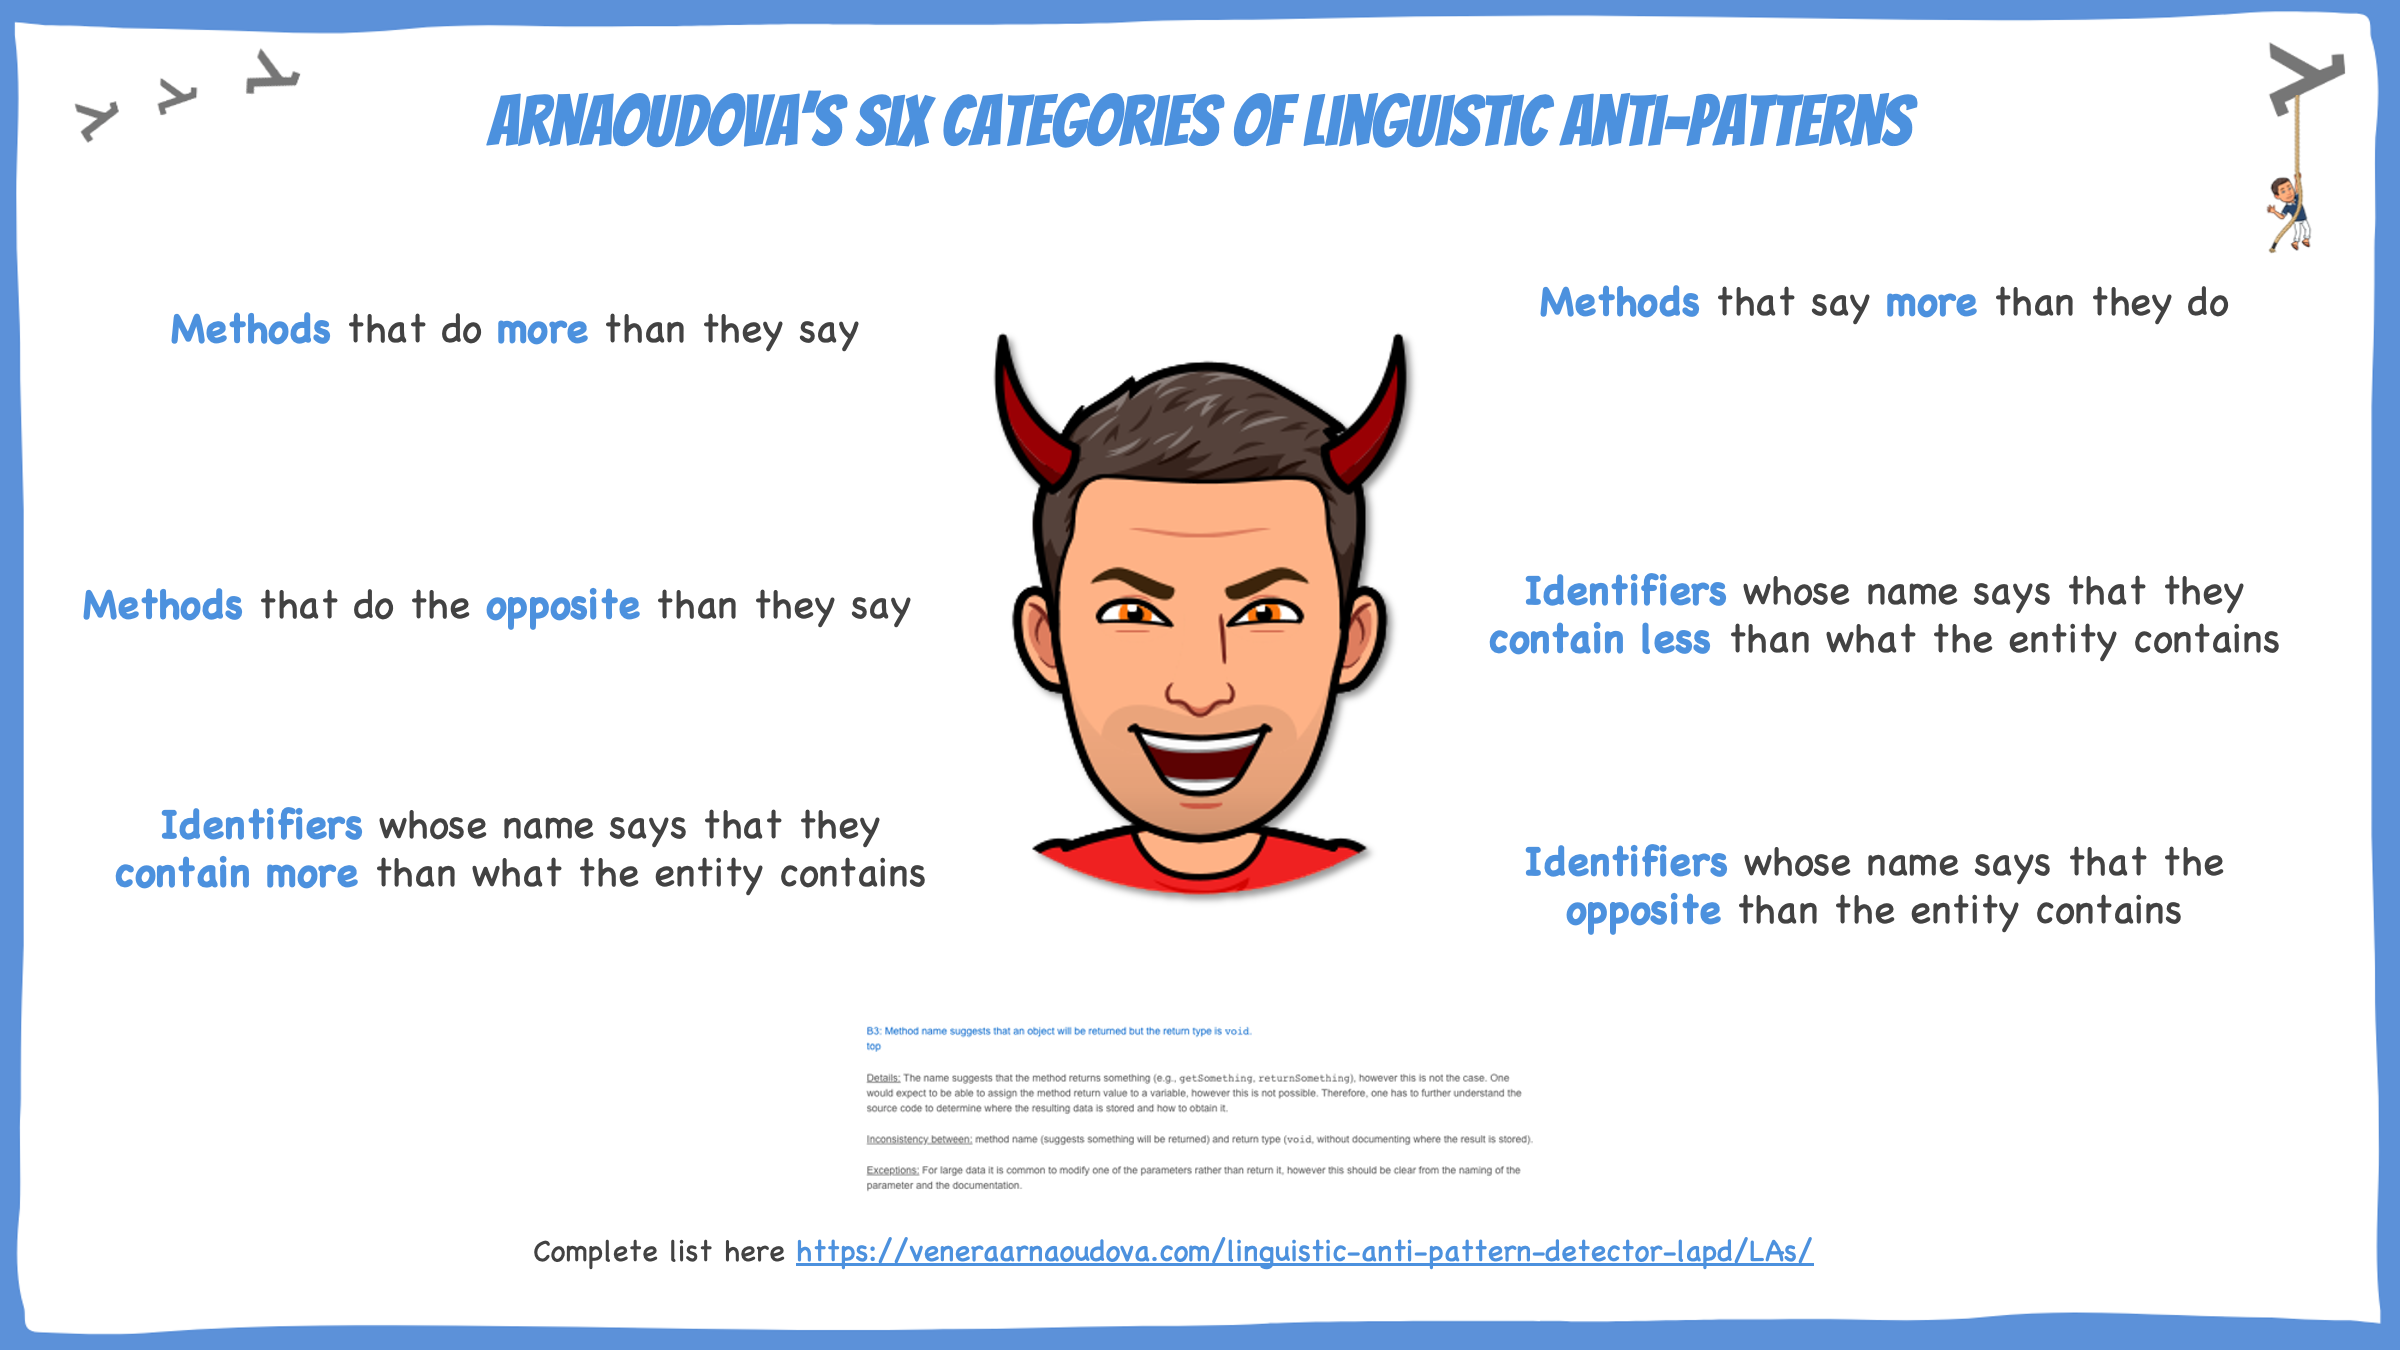 ARNAOUDOVA'S SIX CATEGORIES OF LINGUISTIC ANTI-PATTERNS
Methods that do more than they say
Methods that say more than they do
Methods that do the opposite than they say
Identifiers whose name says that they
contain less than what the entity contains
Identifiers whose name says that they
contain more than what the entity contains
Identifiers whose name says that the
opposite than the entity contains
B3: Method name suggests that an object will be returned but the return type is void.
top
Details: The name suggests that the method returns something (e.g., getSomething, returnSomething), however this is not the case. One
would expect to be able to assign the method return value to a variable, however this is not possible. Therefore, one has to further understand the
source code to determine where the resulting data is stored and how to obtain it.
Inconsistency between: method name (suggests something will be returned) and return type (void, without documenting where the result is stored).
Exceptions: For large data it is common to modify one of the parameters rather than return it, however this should be clear from the naming of the
parameter and the documentation.
Complete list here https://veneraarnaoudova.com/linguistic-anti-pattern-detector-lapd/LAs/